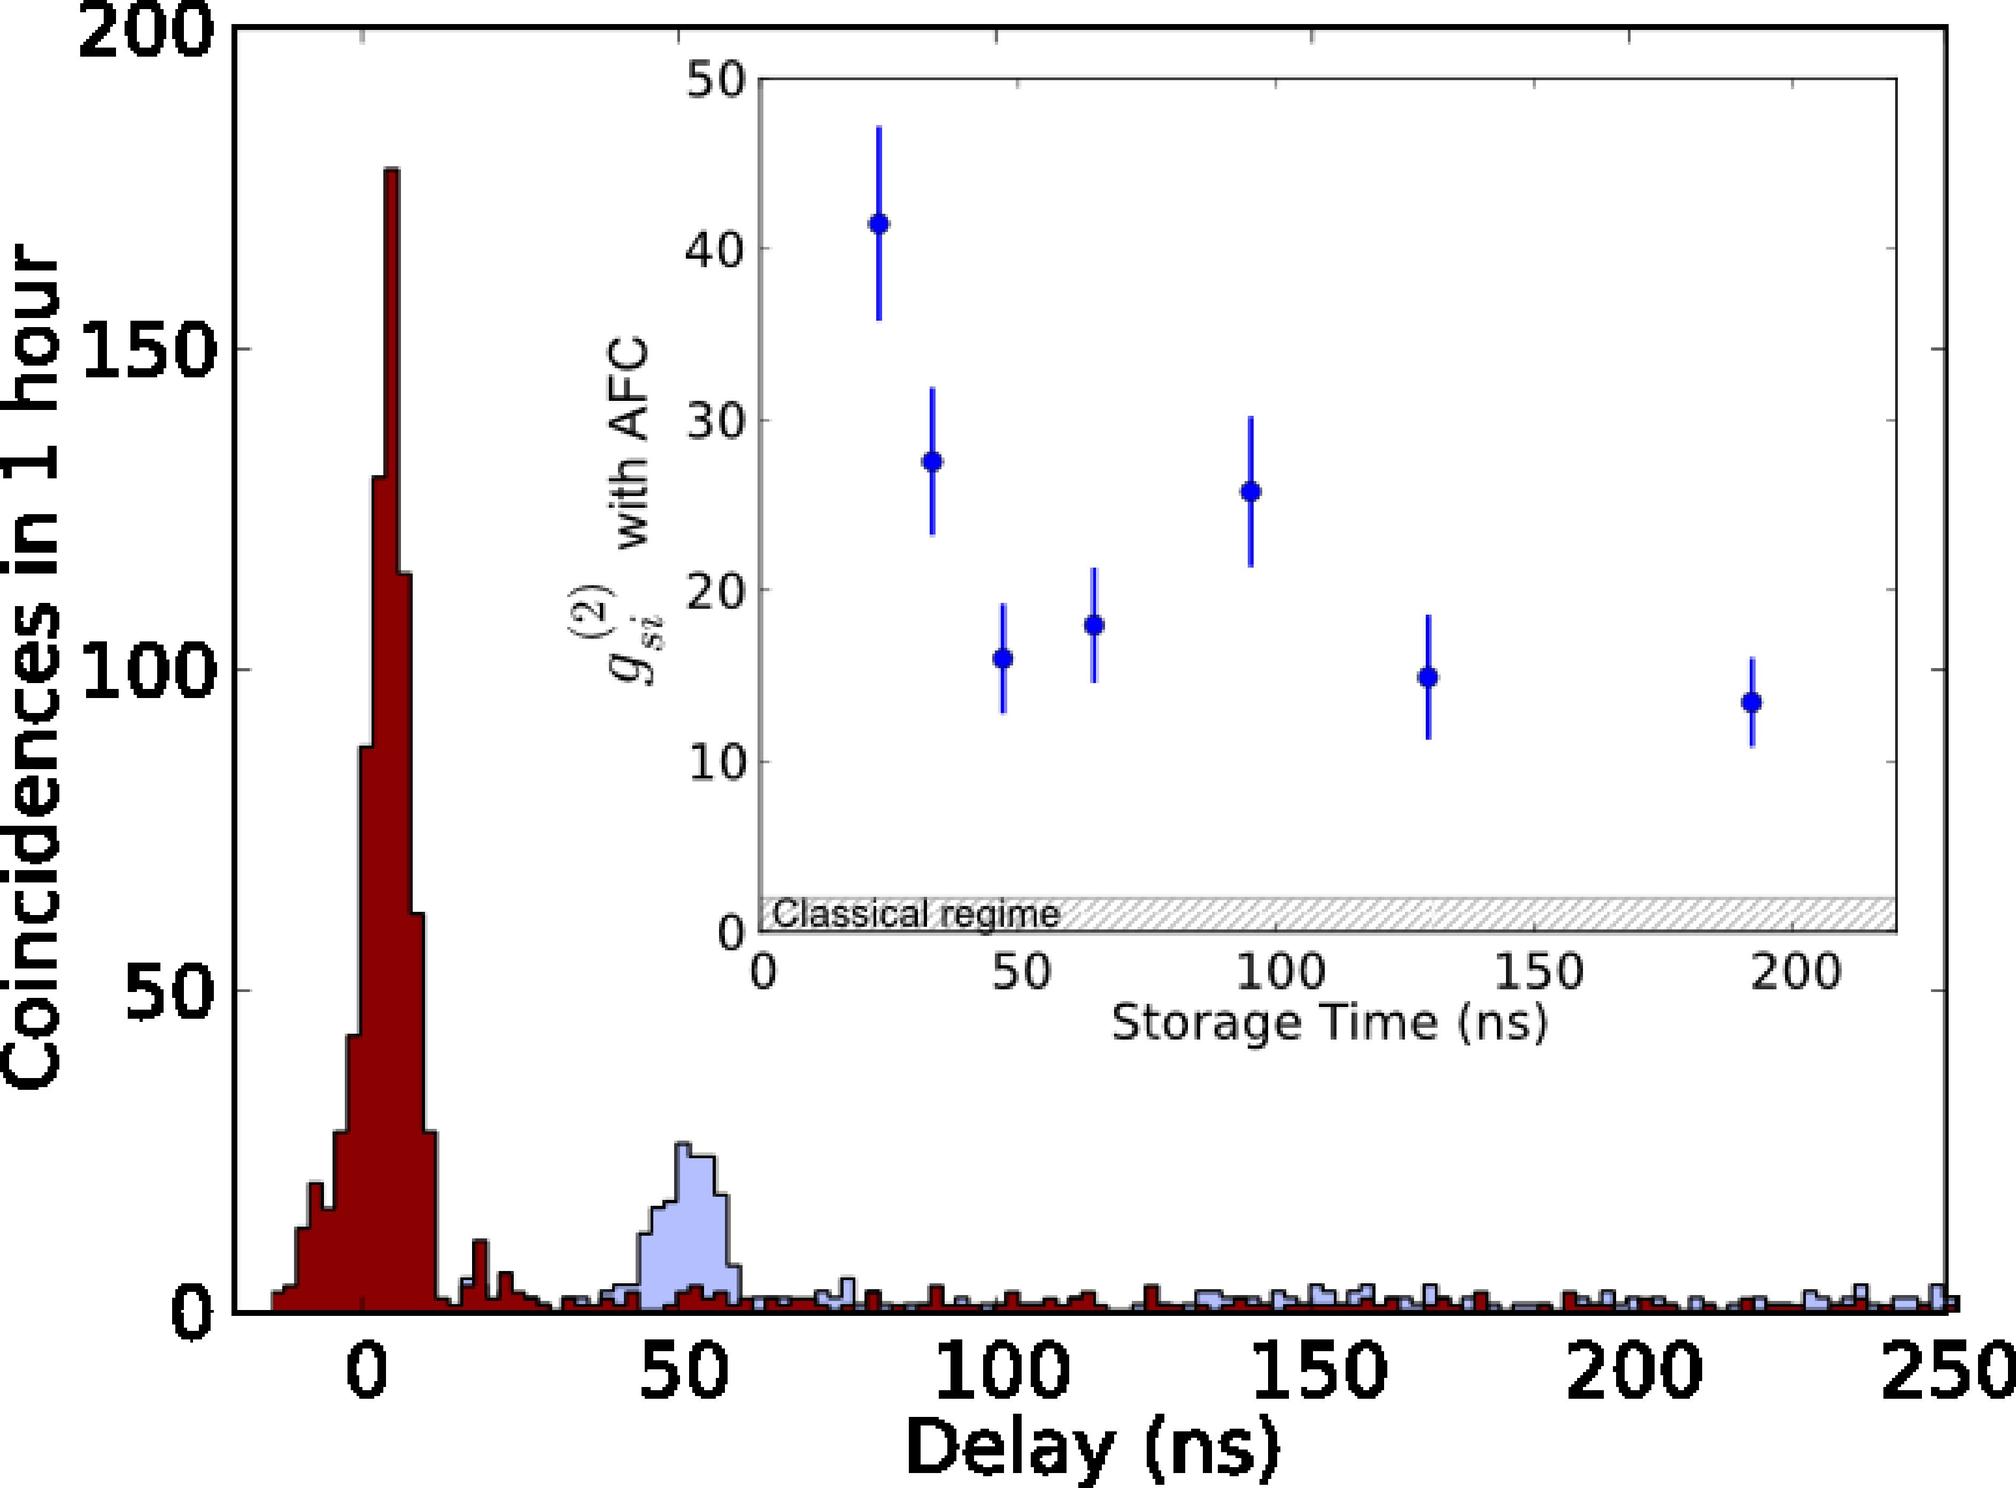 200
150
100
50
0
Coincidences in 1 hour
0 50 100 150 200 250
Delay (ns)
50
40
30
20
10
0
g_{si}^{(2)} with AFC
Classical regime
0 50 100 150 200
Storage Time (ns)